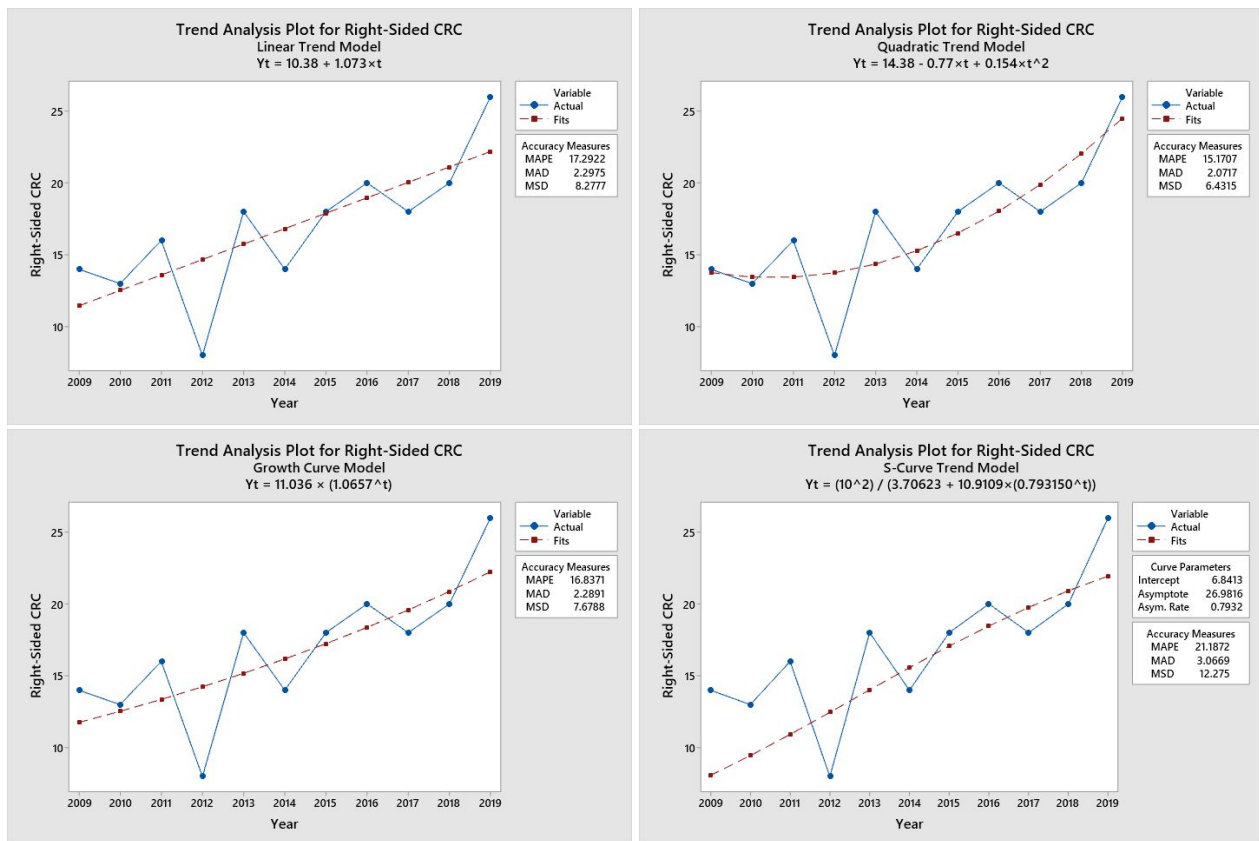 Trend Analysis Plot for Right-Sided CRC
Linear Trend Model
Yt = 10.38 + 1.073×t
Right-Sided CRC
25
20
15
10
2009 2010 2011 2012 2013 2014 2015 2016 2017 2018 2019
Year
Variable
Actual
Fits
Accuracy Measures
MAPE 17.2922
MAD 2.2975
MSD 8.2777
Trend Analysis Plot for Right-Sided CRC
Quadratic Trend Model
Yt = 14.38 - 0.77×t + 0.154×t^2
Right-Sided CRC
25
20
15
10
2009 2010 2011 2012 2013 2014 2015 2016 2017 2018 2019
Year
Variable
Actual
Fits
Accuracy Measures
MAPE 15.1707
MAD 2.0717
MSD 6.4315
Trend Analysis Plot for Right-Sided CRC
Growth Curve Model
Yt = 11.036 × (1.0657^t)
Right-Sided CRC
25
20
15
10
2009 2010 2011 2012 2013 2014 2015 2016 2017 2018 2019
Year
Variable
Actual
Fits
Accuracy Measures
MAPE 16.8371
MAD 2.2891
MSD 7.6788
Trend Analysis Plot for Right-Sided CRC
S-Curve Trend Model
Yt = (10^2) / (3.70623 + 10.9109×(0.793150^t))
Right-Sided CRC
25
20
15
10
2009 2010 2011 2012 2013 2014 2015 2016 2017 2018 2019
Year
Variable
Actual
Fits
Curve Parameters
Intercept 6.8413
Asymptote 26.9816
Asym. Rate 0.7932
Accuracy Measures
MAPE 21.1872
MAD 3.0669
MSD 12.275